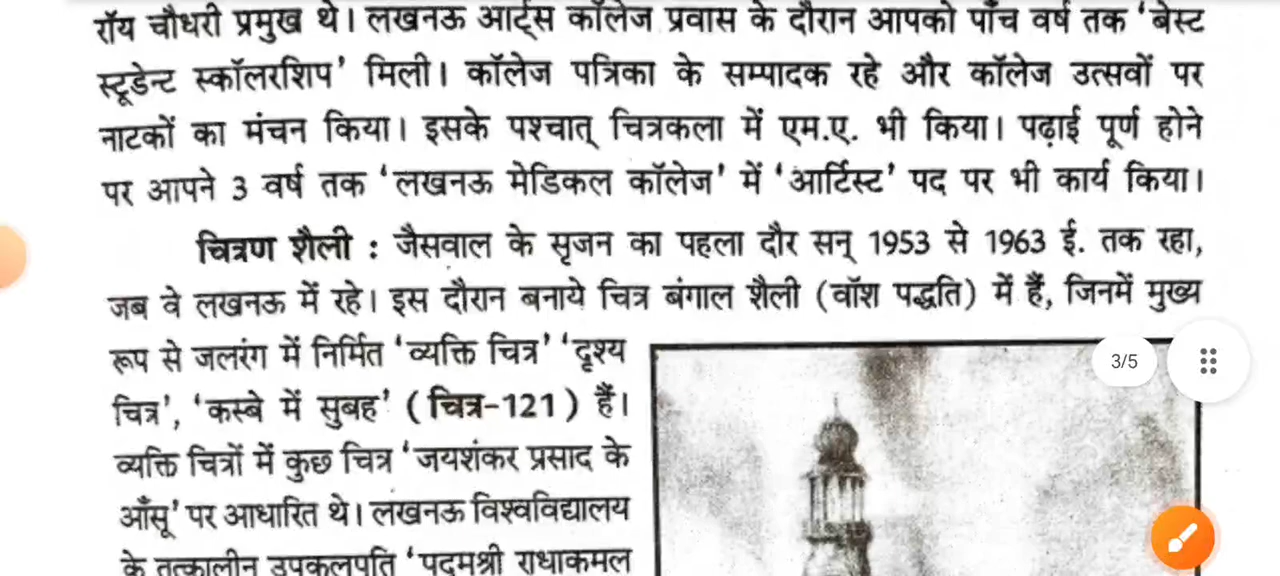 रॉय चौधरी प्रमुख थे। लखनऊ आर्ट्स कॉलेज प्रवास के दौरान आपको पाँच वर्ष तक ‘बेस्ट
स्टूडेन्ट स्कॉलरशिप’ मिली। कॉलेज पत्रिका के सम्पादक रहे और कॉलेज उत्सवों पर
नाटकों का मंचन किया। इसके पश्चात् चित्रकला में एम.ए. भी किया। पढ़ाई पूर्ण होने
पर आपने 3 वर्ष तक ‘लखनऊ मेडिकल कॉलेज’ में ‘आर्टिस्ट’ पद पर भी कार्य किया।
चित्रण शैली : जैसवाल के सृजन का पहला दौर सन् 1953 से 1963 ई. तक रहा,
जब वे लखनऊ में रहे। इस दौरान बनाये चित्र बंगाल शैली (वॉश पद्धति) में हैं, जिनमें मुख्य
रूप से जलरंग में निर्मित ‘व्यक्ति चित्र’ ‘दृश्य
3/5
चित्र’, ‘कस्बे में सुबह’ (चित्र-121) हैं।
व्यक्ति चित्रों में कुछ चित्र ‘जयशंकर प्रसाद के
आँसू’ पर आधारित थे। लखनऊ विश्वविद्यालय
के तत्कालीन उपकुलपति ‘पदमश्री राधाकमल